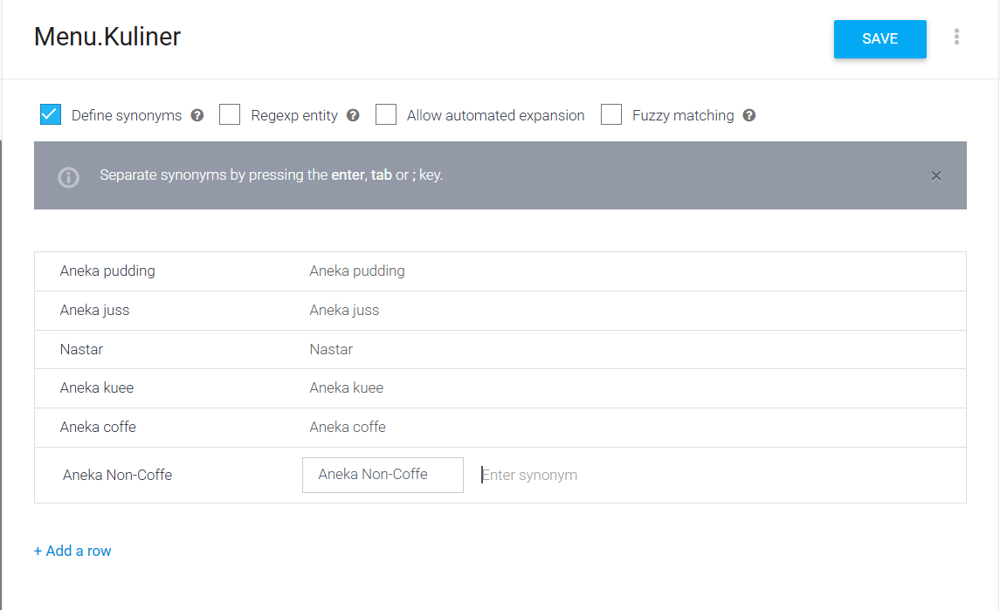 Menu.Kuliner
SAVE
Define synonyms ? Regexp entity ? Allow automated expansion Fuzzy matching ?
Separate synonyms by pressing the enter, tab or ; key.
Aneka pudding Aneka pudding
Aneka juss Aneka juss
Nastar Nastar
Aneka kuee Aneka kuee
Aneka coffe Aneka coffe
Aneka Non-Coffe Aneka Non-Coffe Enter synonym
+ Add a row